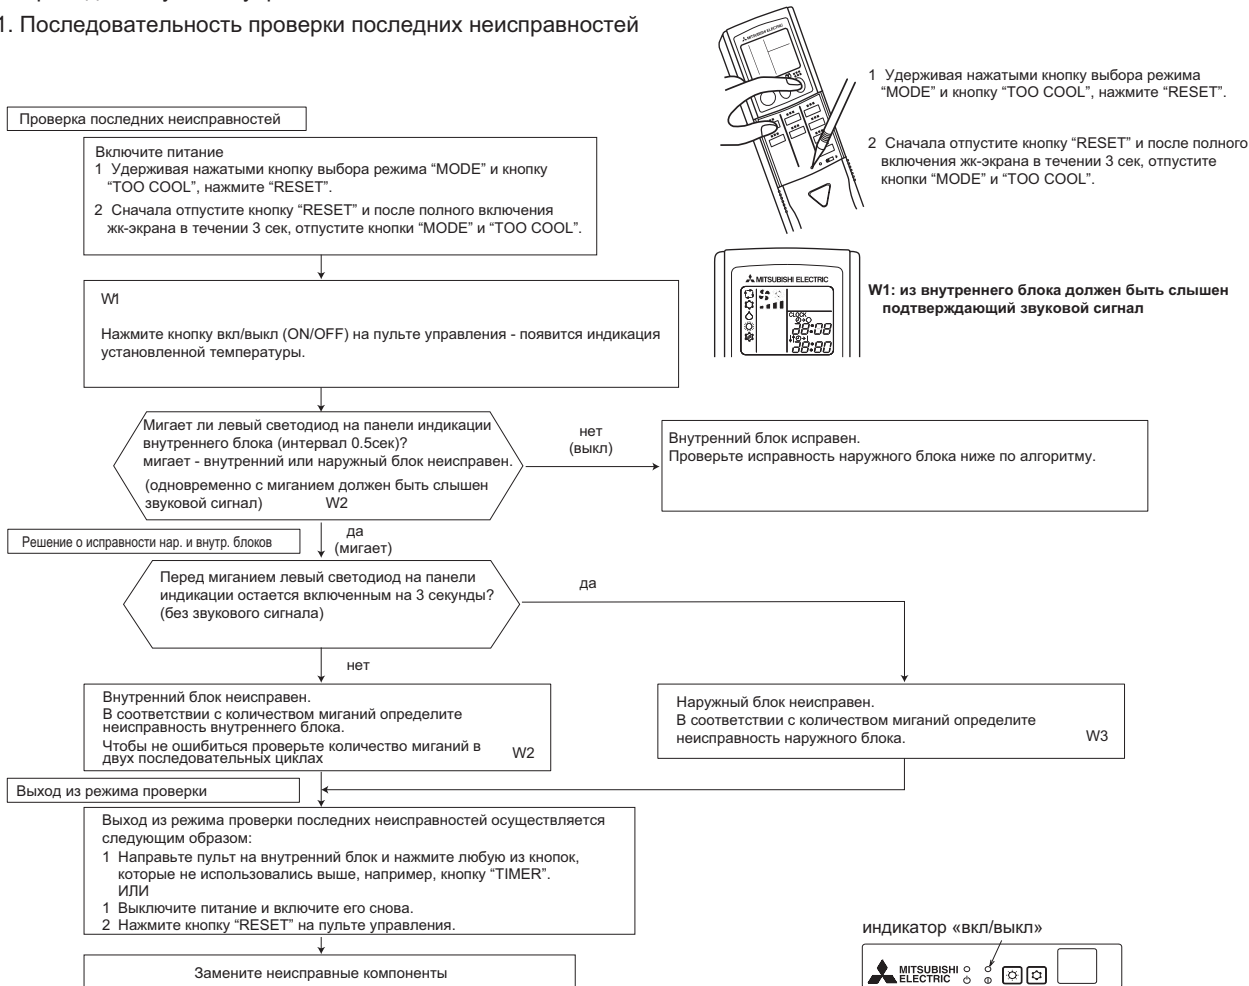 1. Последовательность проверки последних неисправностей
Проверка последних неисправностей
Включите питание
1 Удерживая нажатыми кнопку выбора режима “MODE” и кнопку
“TOO COOL”, нажмите “RESET”.
2 Сначала отпустите кнопку “RESET” и после полного включения
жк-экрана в течении 3 сек, отпустите кнопки “MODE” и “TOO COOL”.
MITSUBISHI ELECTRIC
1 Удерживая нажатыми кнопку выбора режима
“MODE” и кнопку “TOO COOL”, нажмите “RESET”.
2 Сначала отпустите кнопку “RESET” и после полного
включения жк-экрана в течении 3 сек, отпустите
кнопки “MODE” и “TOO COOL”.
MITSUBISHI ELECTRIC
CLOCK
88:08
88:80
W1: из внутреннего блока должен быть слышен
подтверждающий звуковой сигнал
W1
Нажмите кнопку вкл/выкл (ON/OFF) на пульте управления - появится индикация
установленной температуры.
Мигает ли левый светодиод на панели индикации
внутреннего блока (интервал 0.5сек)?
мигает - внутренний или наружный блок неисправен.
(одновременно с миганием должен быть слышен
звуковой сигнал) W2
нет
(выкл)
Внутренний блок исправен.
Проверьте исправность наружного блока ниже по алгоритму.
да
(мигает)
Решение о исправности нар. и внутр. блоков
Перед миганием левый светодиод на панели
индикации остается включенным на 3 секунды?
(без звукового сигнала)
да
нет
Внутренний блок неисправен.
В соответствии с количеством миганий определите
неисправность внутреннего блока.
Чтобы не ошибиться проверьте количество миганий в
двух последовательных циклах W2
Наружный блок неисправен.
В соответствии с количеством миганий определите
неисправность наружного блока. W3
Выход из режима проверки
Выход из режима проверки последних неисправностей осуществляется
следующим образом:
1 Направьте пульт на внутренний блок и нажмите любую из кнопок,
которые не использовались выше, например, кнопку “TIMER”.
ИЛИ
1 Выключите питание и включите его снова.
2 Нажмите кнопку “RESET” на пульте управления.
Замените неисправные компоненты
индикатор «вкл/выкл»
MITSUBISHI
ELECTRIC